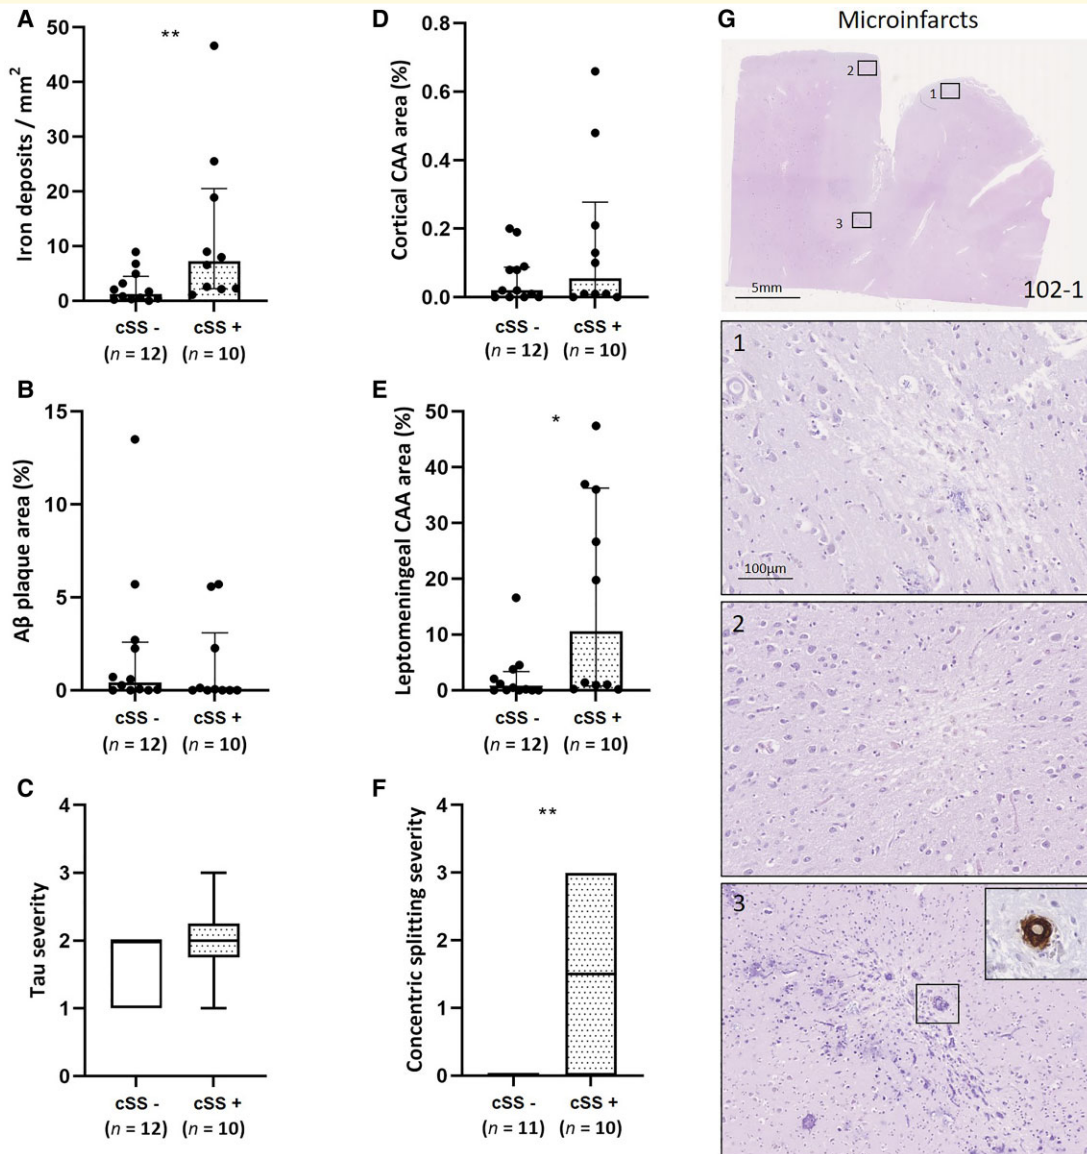 A
**
Iron deposits / mm²
50
40
30
20
10
0
cSS -
cSS +
(n = 12)
(n = 10)
B
Aβ plaque area (%)
15
10
5
0
cSS -
cSS +
(n = 12)
(n = 10)
C
Tau severity
4
3
2
1
0
cSS -
cSS +
(n = 12)
(n = 10)
D
Cortical CAA area (%)
0.8
0.6
0.4
0.2
0.0
cSS -
cSS +
(n = 12)
(n = 10)
E
*
Leptomeningeal CAA area (%)
50
40
30
20
10
0
cSS -
cSS +
(n = 12)
(n = 10)
F
**
Concentric splitting severity
4
3
2
1
0
cSS -
cSS +
(n = 11)
(n = 10)
G
Microinfarcts
2
1
3
5mm
102-1
1
100µm
2
3